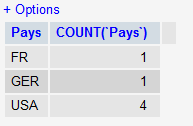 + Options
Pays COUNT(`Pays`)
FR 1
GER 1
USA 4